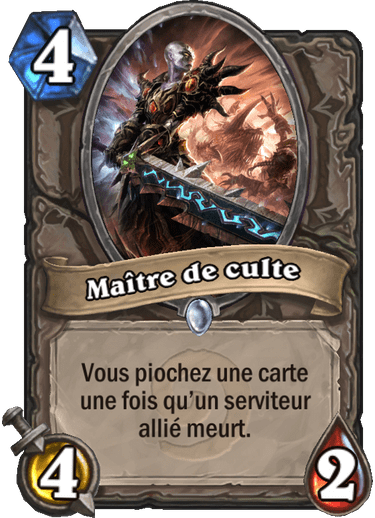 4
Maître de culte
Vous piochez une carte
une fois qu'un serviteur
allié meurt.
4
2